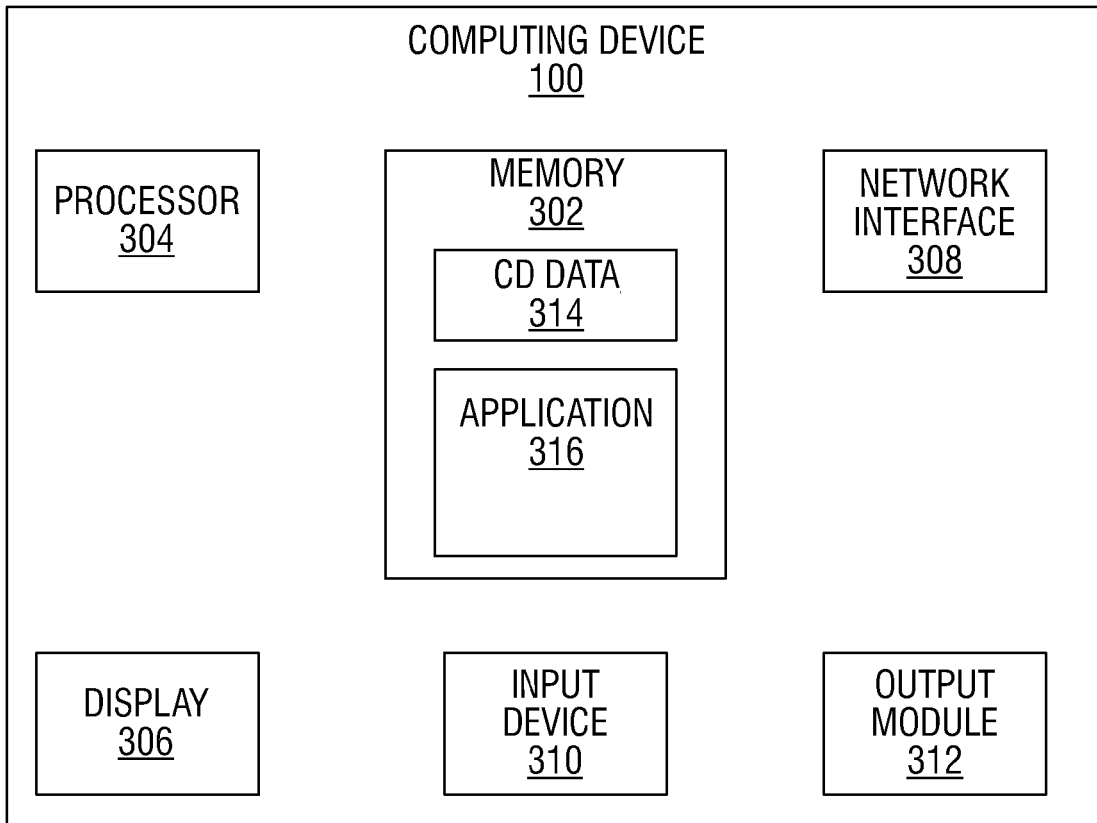 COMPUTING DEVICE
100
PROCESSOR
304
MEMORY
302
CD DATA
314
APPLICATION
316
NETWORK
INTERFACE
308
DISPLAY
306
INPUT
DEVICE
310
OUTPUT
MODULE
312